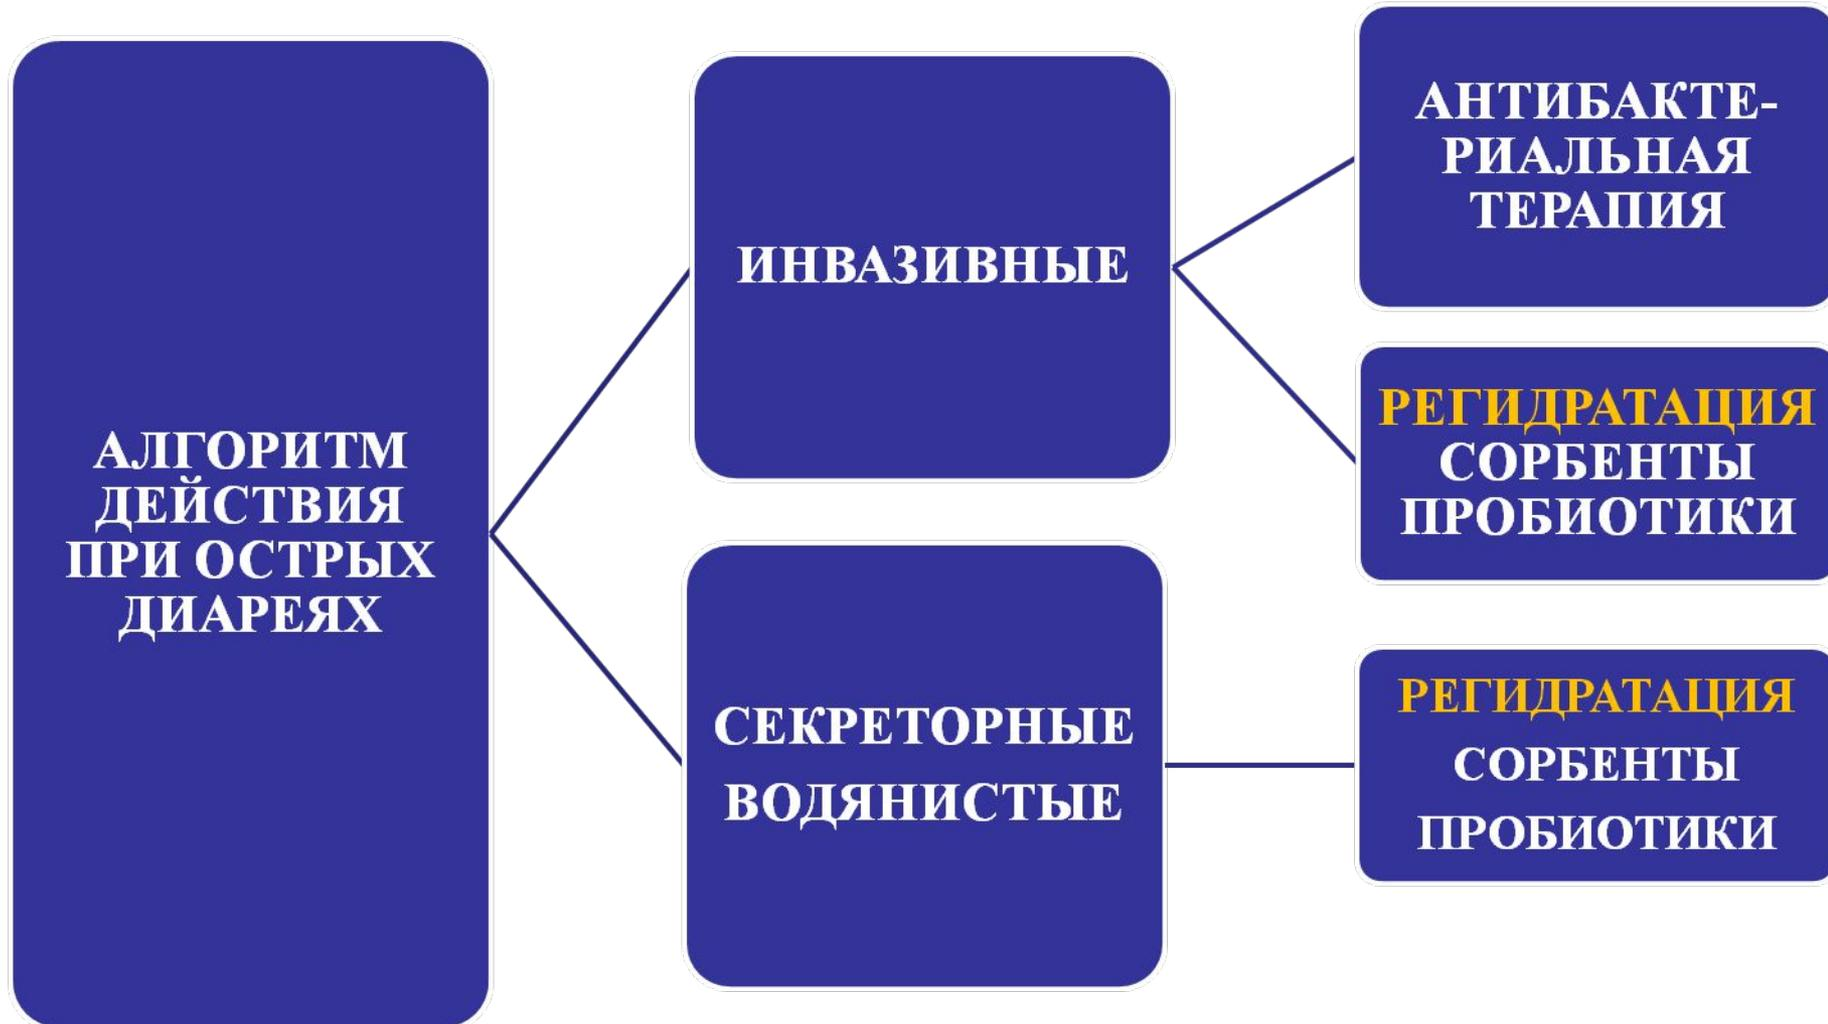 АЛГОРИТМ
ДЕЙСТВИЯ
ПРИ ОСТРЫХ
ДИАРЕЯХ
ИНВАЗИВНЫЕ
АНТИБАКТЕ-
РИАЛЬНАЯ
ТЕРАПИЯ
РЕГИДРАТАЦИЯ
СОРБЕНТЫ
ПРОБИОТИКИ
СЕКРЕТОРНЫЕ
ВОДЯНИСТЫЕ
РЕГИДРАТАЦИЯ
СОРБЕНТЫ
ПРОБИОТИКИ